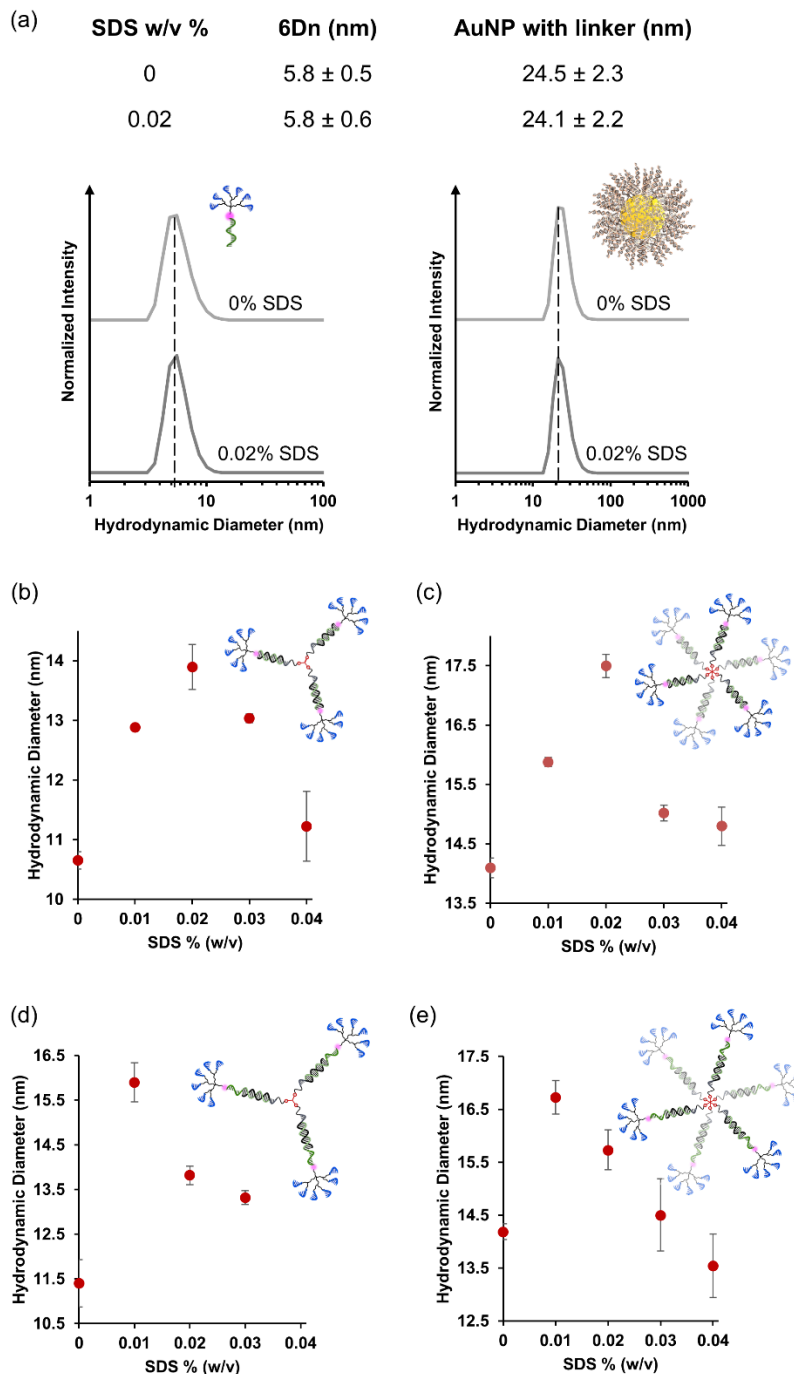 (a)
SDS w/v % 6Dn (nm) AuNP with linker (nm)
0 5.8 ± 0.5 24.5 ± 2.3
0.02 5.8 ± 0.6 24.1 ± 2.2
Normalized Intensity
0% SDS
0.02% SDS
1 10 100
Hydrodynamic Diameter (nm)
Normalized Intensity
0% SDS
0.02% SDS
1 10 100 1000
Hydrodynamic Diameter (nm)
(b)
Hydrodynamic Diameter (nm)
14
13
12
11
10
0 0.01 0.02 0.03 0.04
SDS % (w/v)
(c)
Hydrodynamic Diameter (nm)
17.5
16.5
15.5
14.5
13.5
0 0.01 0.02 0.03 0.04
SDS % (w/v)
(d)
Hydrodynamic Diameter (nm)
16.5
15.5
14.5
13.5
12.5
11.5
10.5
0 0.01 0.02 0.03 0.04
SDS % (w/v)
(e)
Hydrodynamic Diameter (nm)
17.5
16.5
15.5
14.5
13.5
12.5
0 0.01 0.02 0.03 0.04
SDS % (w/v)